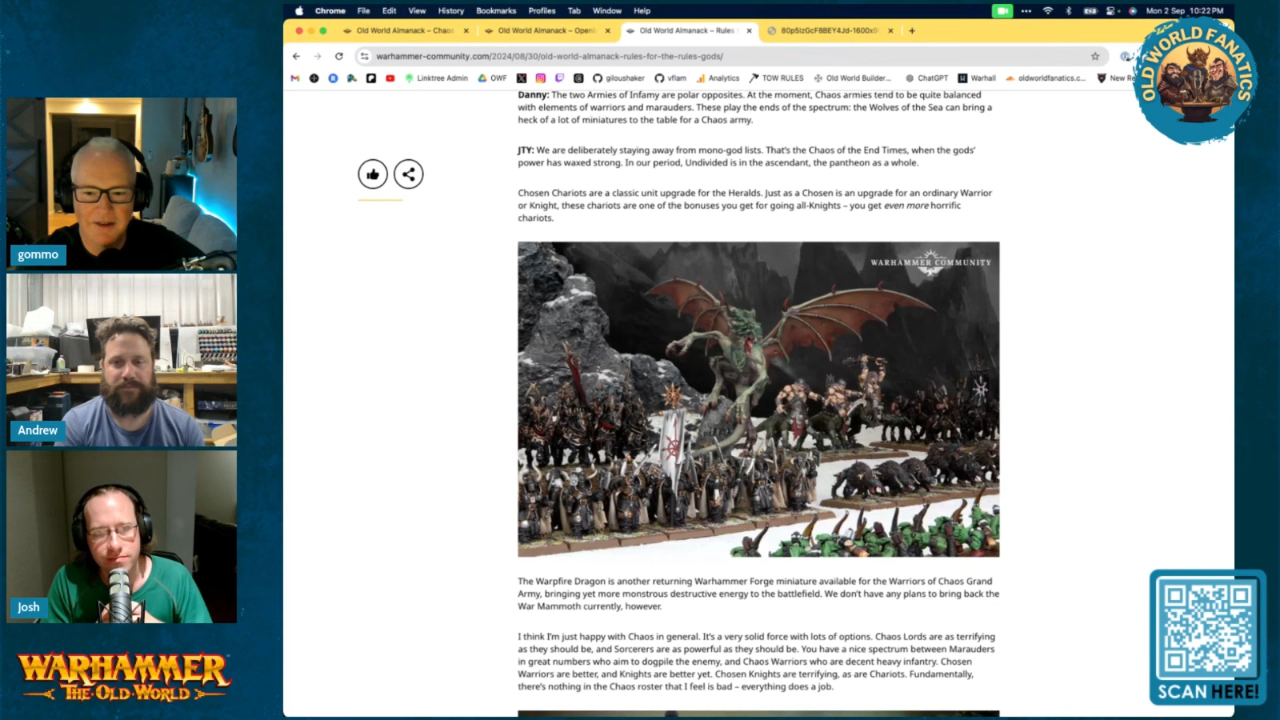 Chrome File Edit View History Bookmarks Profiles Tab Window Help
Mon 2 Sep 10:22 PM
Old World Almanack – Chaos
Old World Almanack – Openi
Old World Almanack – Rules
warhammer-community.com/2024/08/30/old-world-almanack-rules-for-the-rules-gods/
Linktree Admin OWF giloushaker vflam Analytics TOW RULES Old World Builder... ChatGPT Warhall oldworldfanatics.c... New Re
OLD WORLD FANATICS
Danny: The two Armies of Infamy are polar opposites. At the moment, Chaos armies tend to be quite balanced
with elements of warriors and marauders. These play the ends of the spectrum: the Wolves of the Sea can bring a
heck of a lot of miniatures to the table for a Chaos army.
JTY: We are deliberately staying away from mono-god lists. That's the Chaos of the End Times, when the gods'
power has waxed strong. In our period, Undivided is in the ascendant, the pantheon as a whole.
Chosen Chariots are a classic unit upgrade for the Heralds. Just as a Chosen is an upgrade for an ordinary Warrior
or Knight, these chariots are one of the bonuses you get for going all-Knights – you get even more horrific
chariots.
WARHAMMER COMMUNITY
The Warpfire Dragon is another returning Warhammer Forge miniature available for the Warriors of Chaos Grand
Army, bringing yet more monstrous destructive energy to the battlefield. We don't have any plans to bring back the
War Mammoth currently, however.
I think I'm just happy with Chaos in general. It's a very solid force with lots of options. Chaos Lords are as terrifying
as they should be, and Sorcerers are as powerful as they should be. You have a nice spectrum between Marauders
in great numbers who aim to dogpile the enemy, and Chaos Warriors who are decent heavy infantry. Chosen
Warriors are better, and Knights are better yet. Chosen Knights are terrifying, as are Chariots. Fundamentally,
there's nothing in the Chaos roster that I feel is bad – everything does a job.
gommo
Andrew
Josh
WARHAMMER
THE OLD WORLD
SCAN HERE!